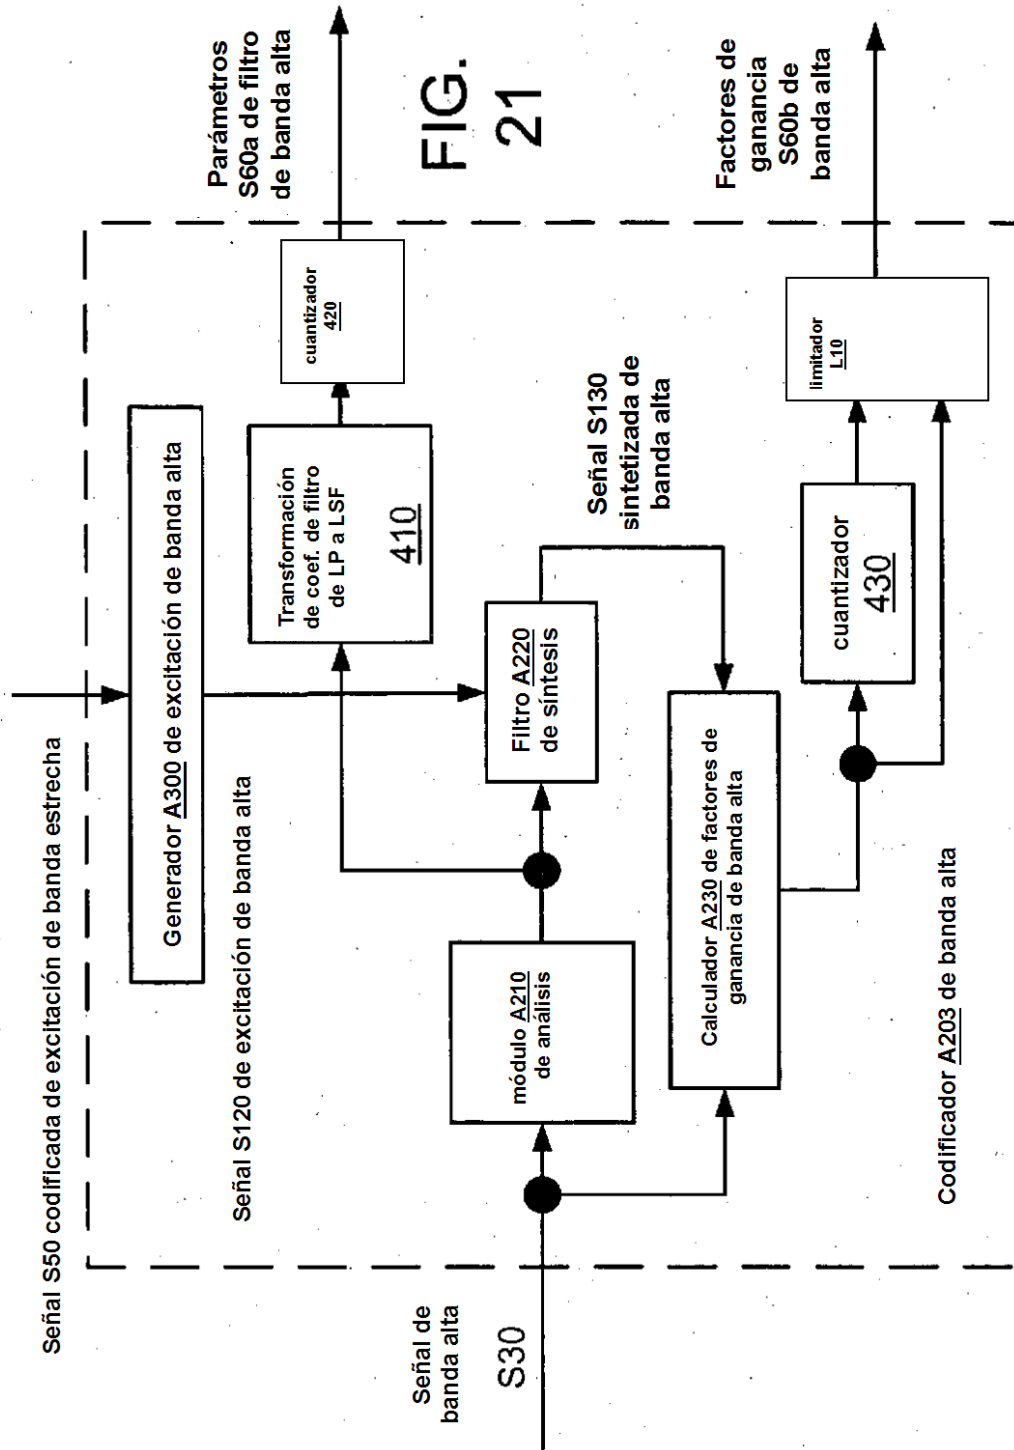 Señal S50 codificada de excitación de banda estrecha
Generador A300 de excitación de banda alta
Señal S120 de excitación de banda alta
Transformación
de coef. de filtro
de LP a LSF
410
cuantizador
420
Parámetros
S60a de filtro
de banda alta
FIG.
21
Señal de
banda alta
S30
módulo A210
de análisis
Filtro A220
de síntesis
Señal S130
sintetizada de
banda alta
Calculador A230 de factores de
ganancia de banda alta
cuantizador
430
limitador
L10
Factores de
ganancia
S60b de
banda alta
Codificador A203 de banda alta